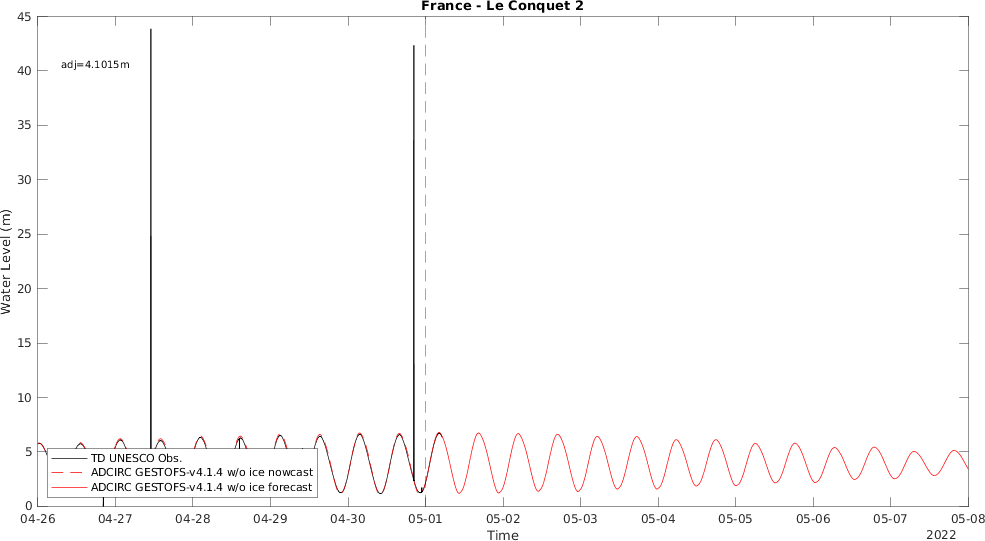 France - Le Conquet 2
45
40
35
30
25
20
15
10
5
0
adj=4.1015m
Water Level (m)
TD UNESCO Obs.
ADCIRC GESTOFS-v4.1.4 w/o ice nowcast
ADCIRC GESTOFS-v4.1.4 w/o ice forecast
04-26 04-27 04-28 04-29 04-30 05-01 05-02 05-03 05-04 05-05 05-06 05-07 05-08
Time
2022